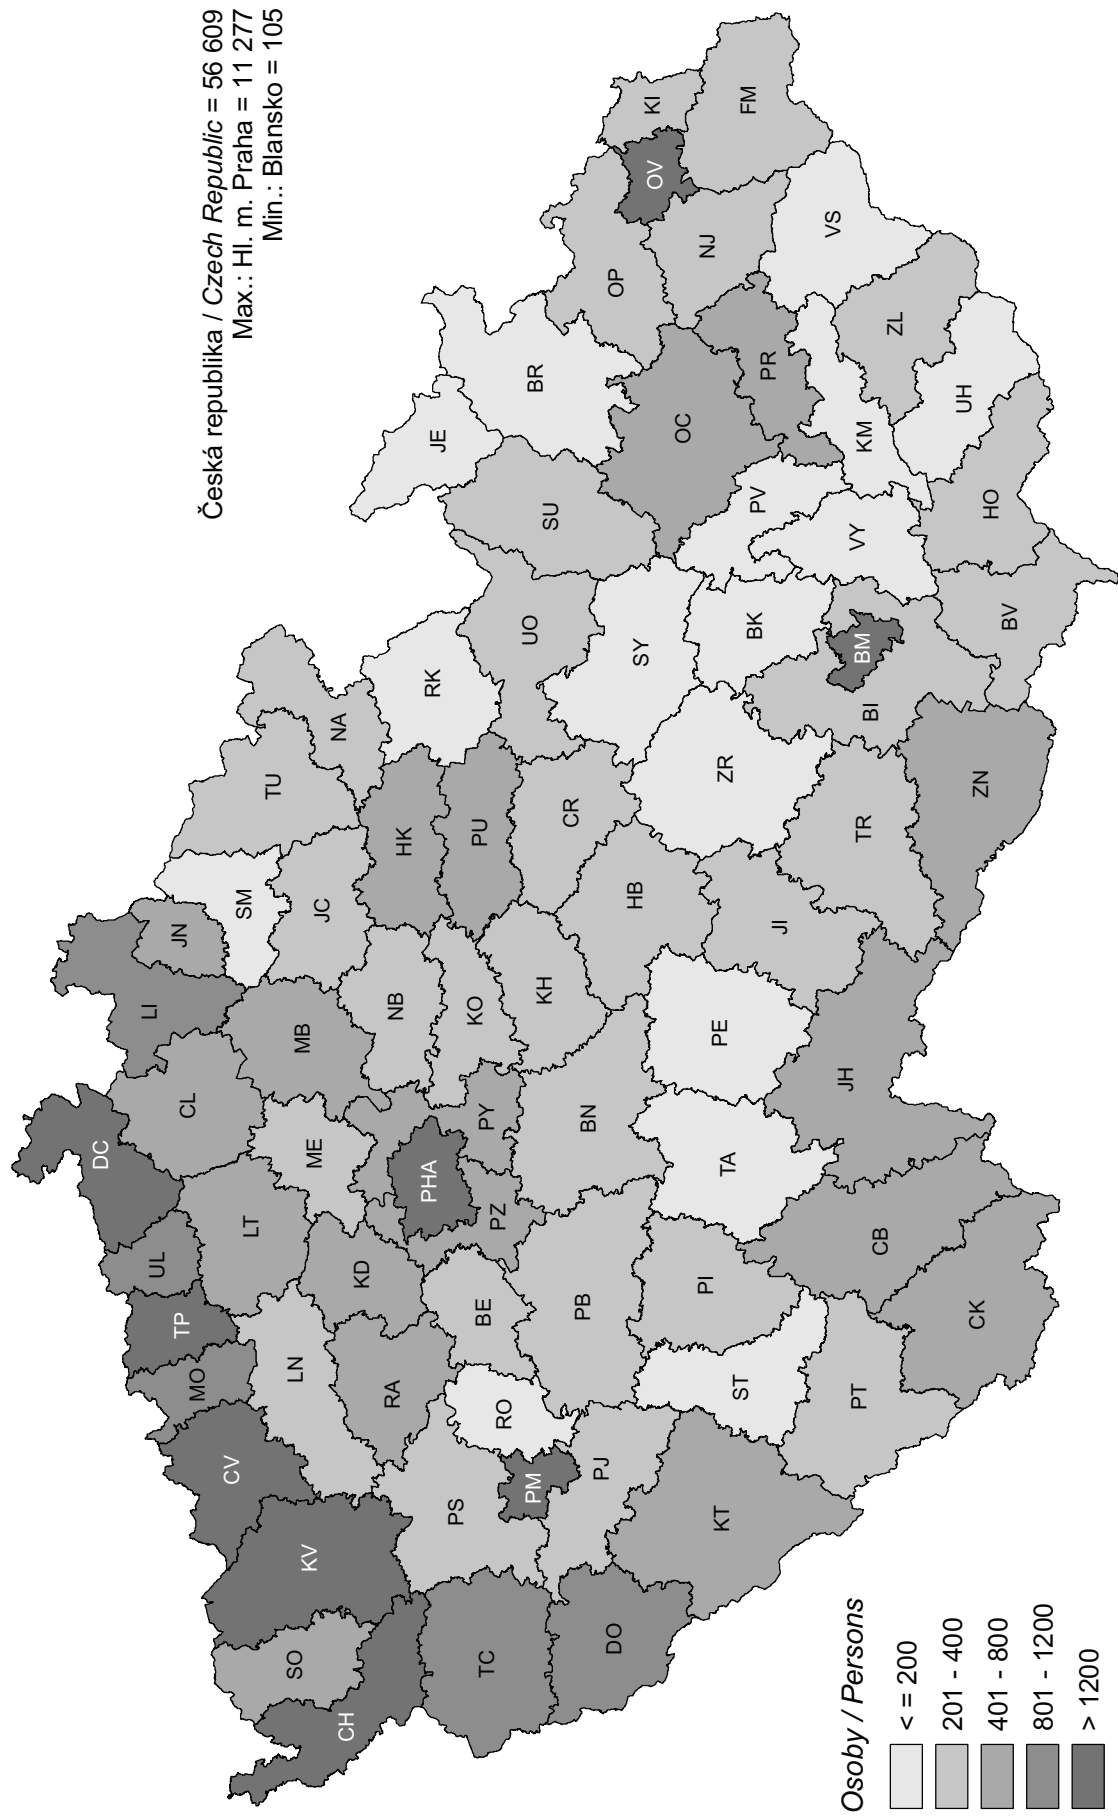 Česká republika / Czech Republic = 56 609
Max.: Hl. m. Praha = 11 277
Min.: Blansko = 105
DC
LI
JN
UL
CL
SM
TU
TP
LT
MB
JC
NA
MO
ME
CV
LN
KD
NB
HK
RK
JE
KV
RA
PHA
KO
PU
SO
PY
BR
PS
BE
PZ
KH
CR
UO
SU
OP
KI
CH
RO
OV
TC
PM
PB
BN
HB
SY
OC
NJ
FM
DO
PJ
PI
TA
PE
ZR
BK
PV
PR
KT
ST
JI
VS
PT
CB
JH
TR
BI
BM
VY
KM
ZL
CK
ZN
BV
HO
UH
Osoby / Persons
< = 200
201 - 400
401 - 800
801 - 1200
> 1200